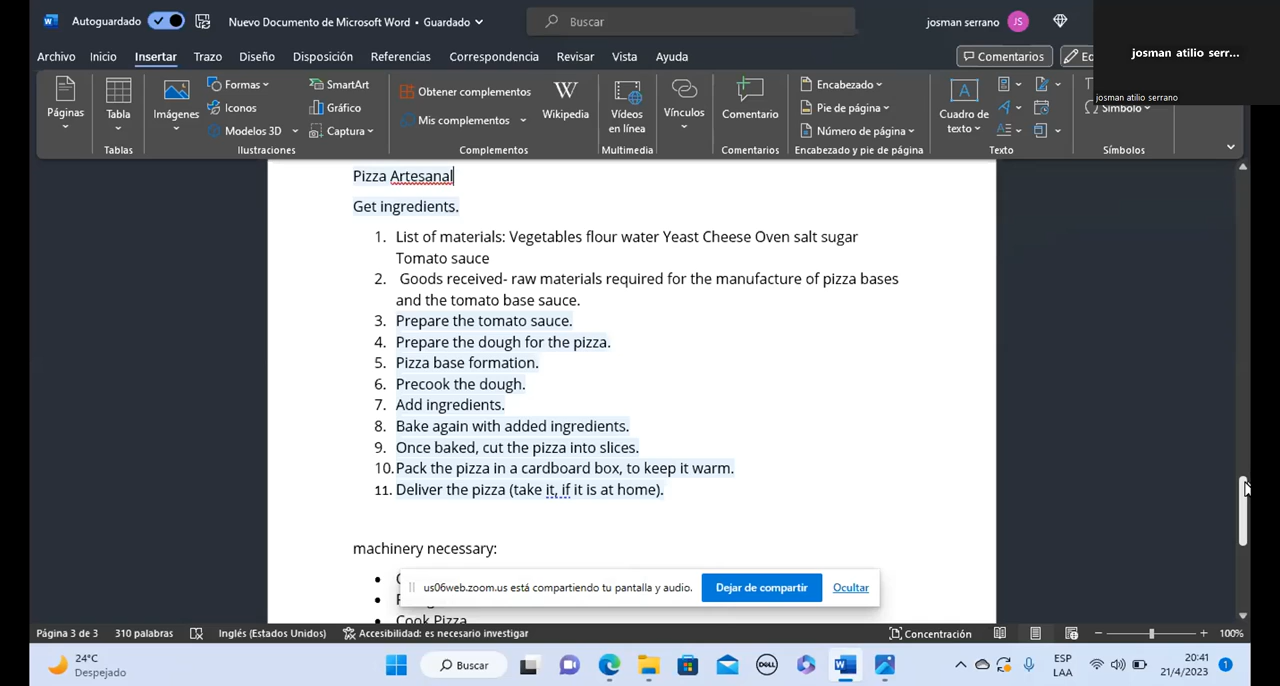 Autoguardado
Nuevo Documento de Microsoft Word • Guardado
Buscar
josman serrano
JS
josman atilio serr...
josman atilio serrano
Archivo Inicio Insertar Trazo Diseño Disposición Referencias Correspondencia Revisar Vista Ayuda
Comentarios
Páginas
Tabla
Tablas
Imágenes
Formas
Iconos
Modelos 3D
SmartArt
Gráfico
Captura
Ilustraciones
Obtener complementos
Mis complementos
Wikipedia
Complementos
Vídeos
en línea
Multimedia
Vínculos
Comentario
Comentarios
Encabezado
Pie de página
Número de página
Encabezado y pie de página
Cuadro de
texto
Texto
Símbolo
Símbolos
Pizza Artesanal
Get ingredients.
1. List of materials: Vegetables flour water Yeast Cheese Oven salt sugar
Tomato sauce
2. Goods received- raw materials required for the manufacture of pizza bases
and the tomato base sauce.
3. Prepare the tomato sauce.
4. Prepare the dough for the pizza.
5. Pizza base formation.
6. Precook the dough.
7. Add ingredients.
8. Bake again with added ingredients.
9. Once baked, cut the pizza into slices.
10. Pack the pizza in a cardboard box, to keep it warm.
11. Deliver the pizza (take it, if it is at home).
machinery necessary:
us06web.zoom.us está compartiendo tu pantalla y audio.
Dejar de compartir
Ocultar
Cook Pizza
Página 3 de 3
310 palabras
Inglés (Estados Unidos)
Accesibilidad: es necesario investigar
Concentración
100%
24°C
Despejado
Buscar
DELL
ESP
LAA
20:41
21/4/2023
1